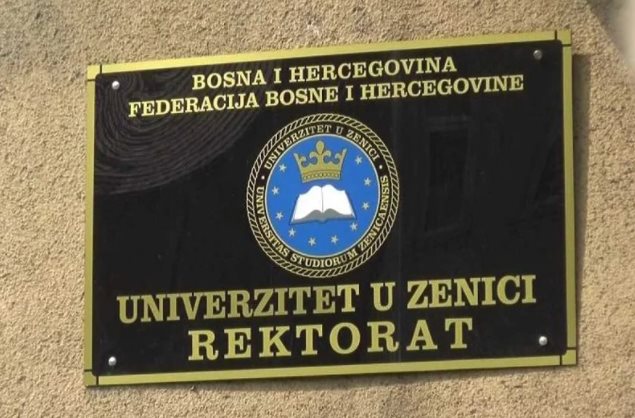 BOSNA I HERCEGOVINA
FEDERACIJA BOSNE I HERCEGOVINE
UNIVERZITET U ZENICI
UNIVERSITAS STUDIORUM ZENICAENSIS
UNIVERZITET U ZENICI
REKTORAT